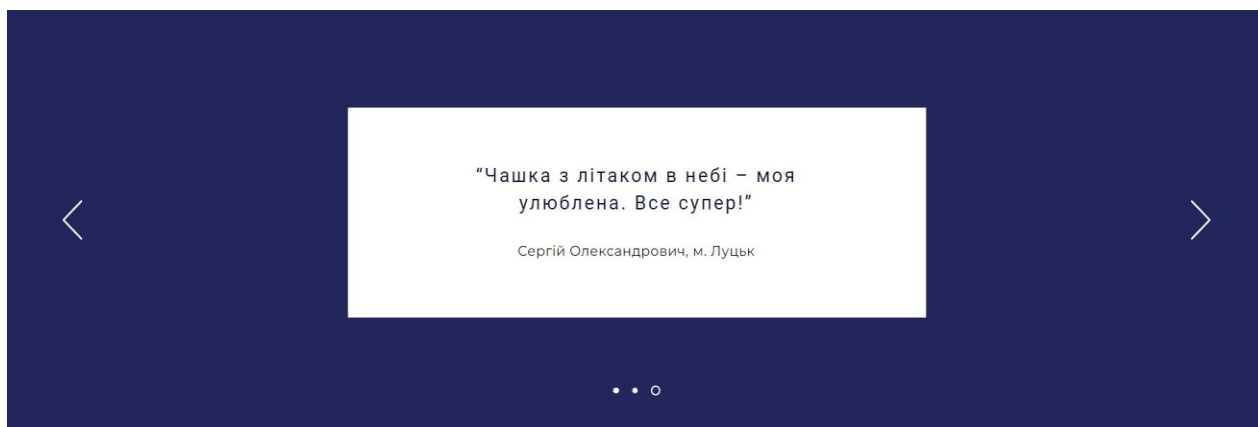 “Чашка з літаком в небі – моя
улюблена. Все супер!”
Сергій Олександрович, м. Луцьк